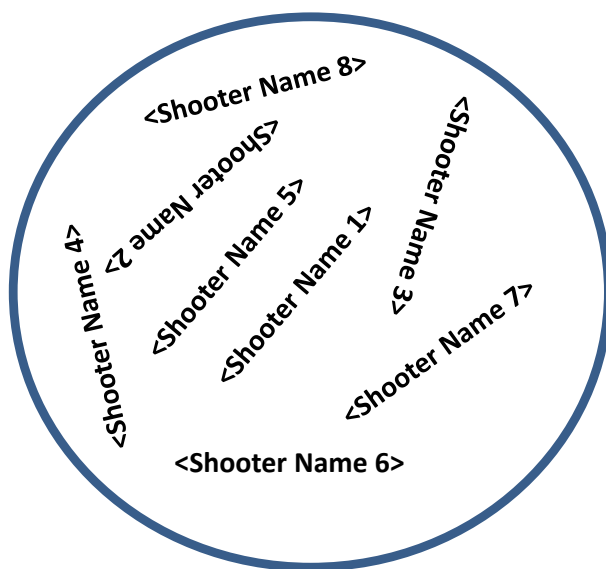 <Shooter Name 8>
<Shooter Name 2>
<Shooter Name 3>
<Shooter Name 5>
<Shooter Name 1>
<Shooter Name 4>
<Shooter Name 7>
<Shooter Name 6>